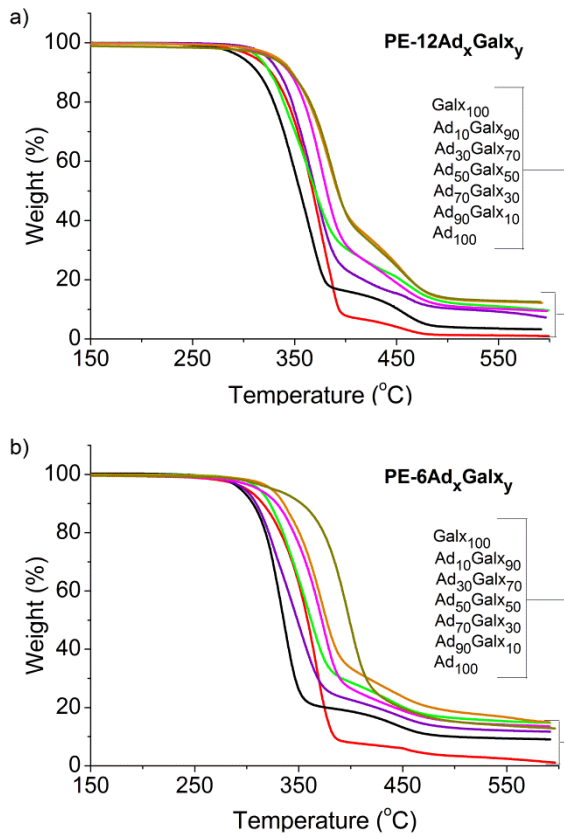 a)
PE-12AdₓGalxᵧ
Galx₁₀₀
Ad₁₀Galx₉₀
Ad₃₀Galx₇₀
Ad₅₀Galx₅₀
Ad₇₀Galx₃₀
Ad₉₀Galx₁₀
Ad₁₀₀
Weight (%)
100
80
60
40
20
0
150 250 350 450 550
Temperature (°C)
b)
PE-6AdₓGalxᵧ
Galx₁₀₀
Ad₁₀Galx₉₀
Ad₃₀Galx₇₀
Ad₅₀Galx₅₀
Ad₇₀Galx₃₀
Ad₉₀Galx₁₀
Ad₁₀₀
Weight (%)
100
80
60
40
20
0
150 250 350 450 550
Temperature (°C)